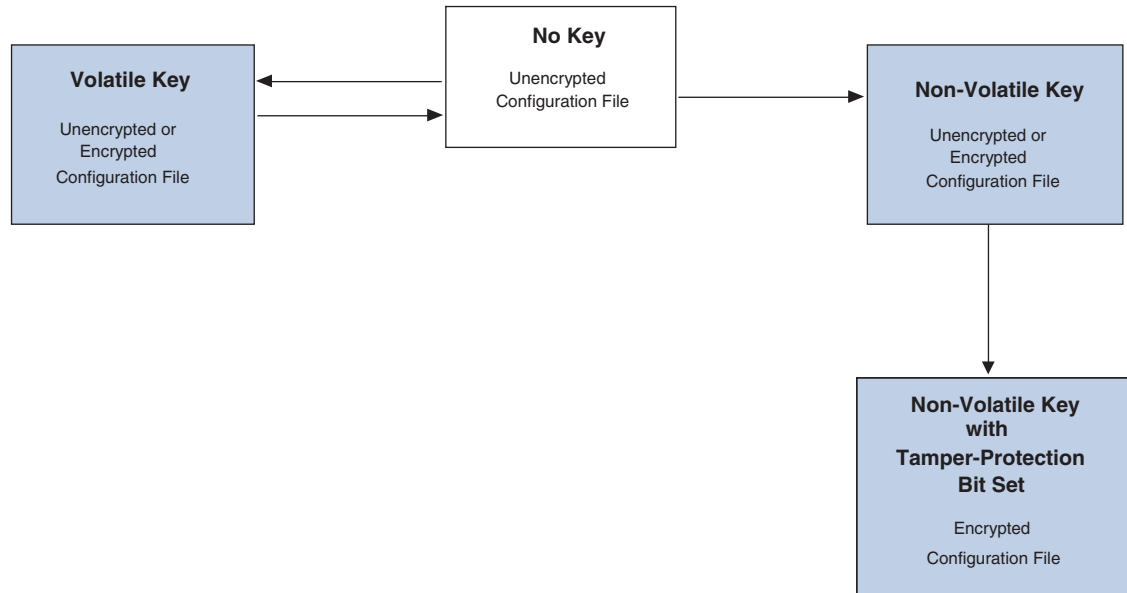 No Key
Unencrypted
Configuration File
Volatile Key
Unencrypted or
Encrypted
Configuration File
Non-Volatile Key
Unencrypted or
Encrypted
Configuration File
Non-Volatile Key
with
Tamper-Protection
Bit Set
Encrypted
Configuration File